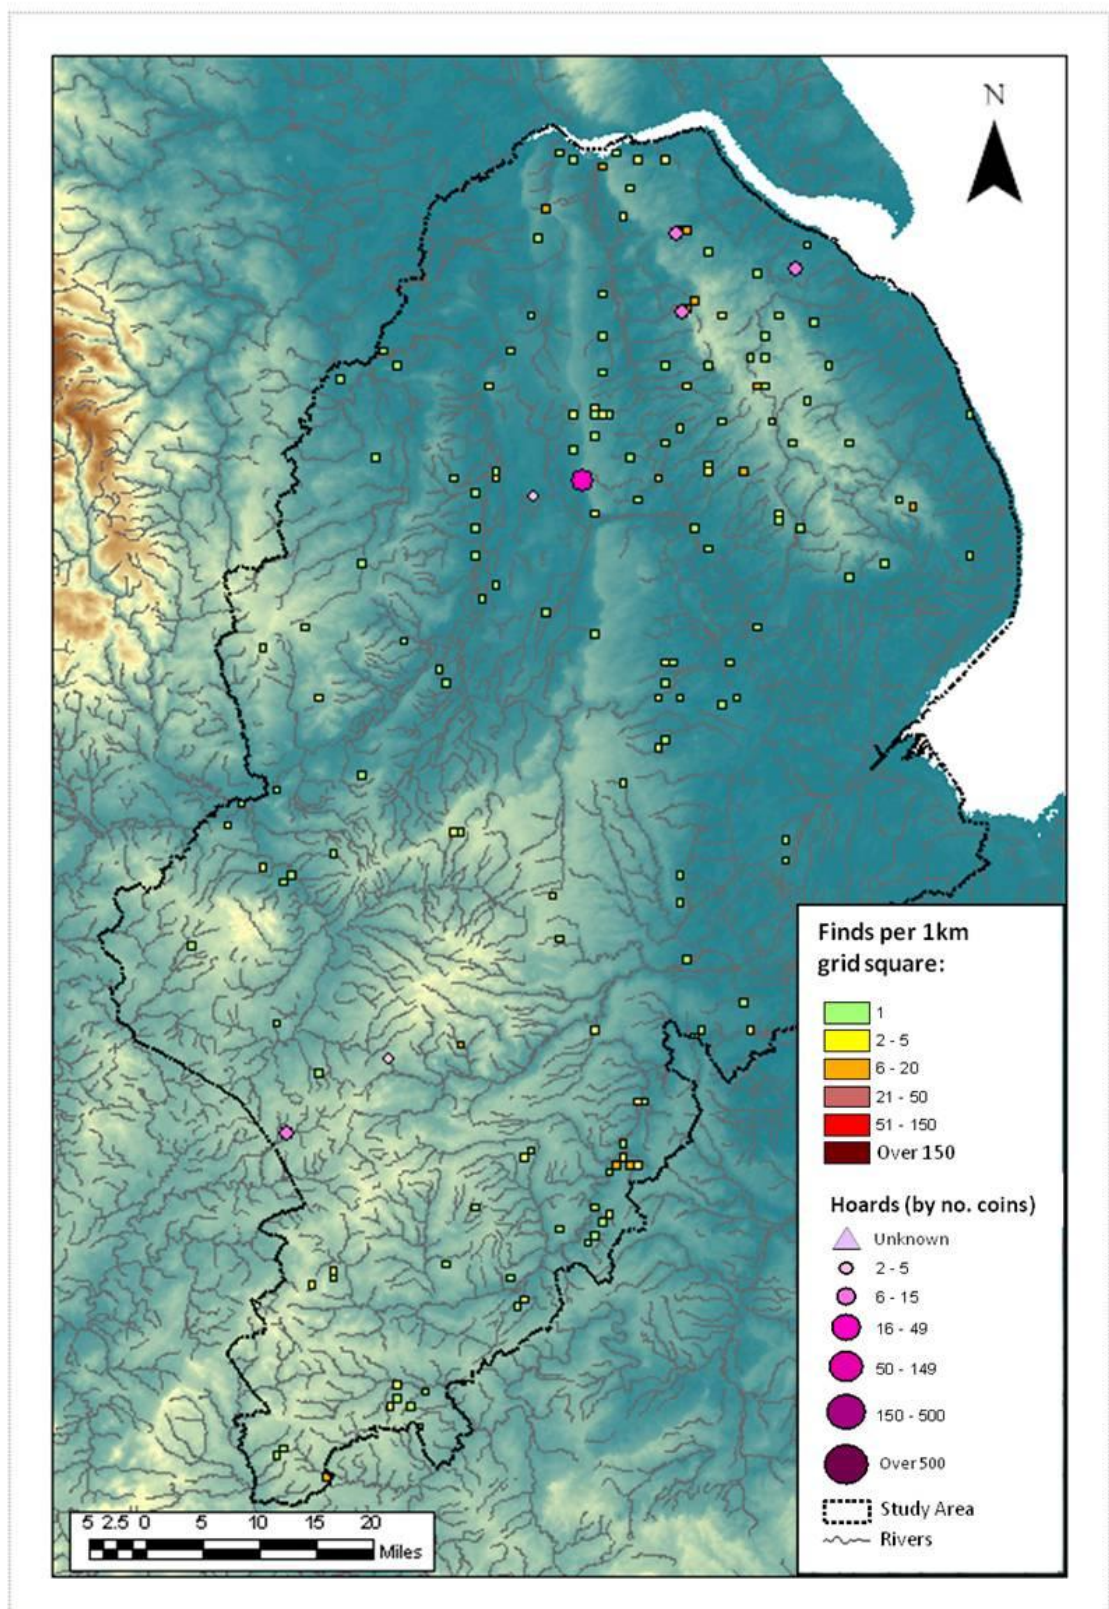 N
Finds per 1km
grid square:
1
2 - 5
6 - 20
21 - 50
51 - 150
Over 150
Hoards (by no. coins)
Unknown
2 - 5
6 - 15
16 - 49
50 - 149
150 - 500
Over 500
Study Area
Rivers
5 2.5 0 5 10 15 20
Miles